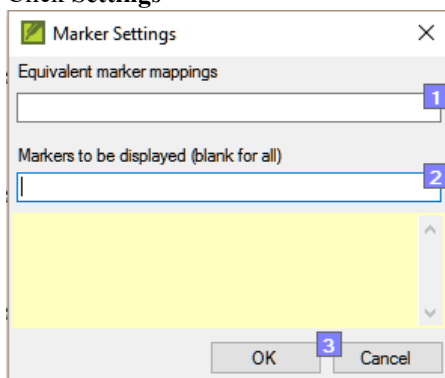 Click Settings
Marker Settings
Equivalent marker mappings
1
Markers to be displayed (blank for all)
2
3
OK Cancel